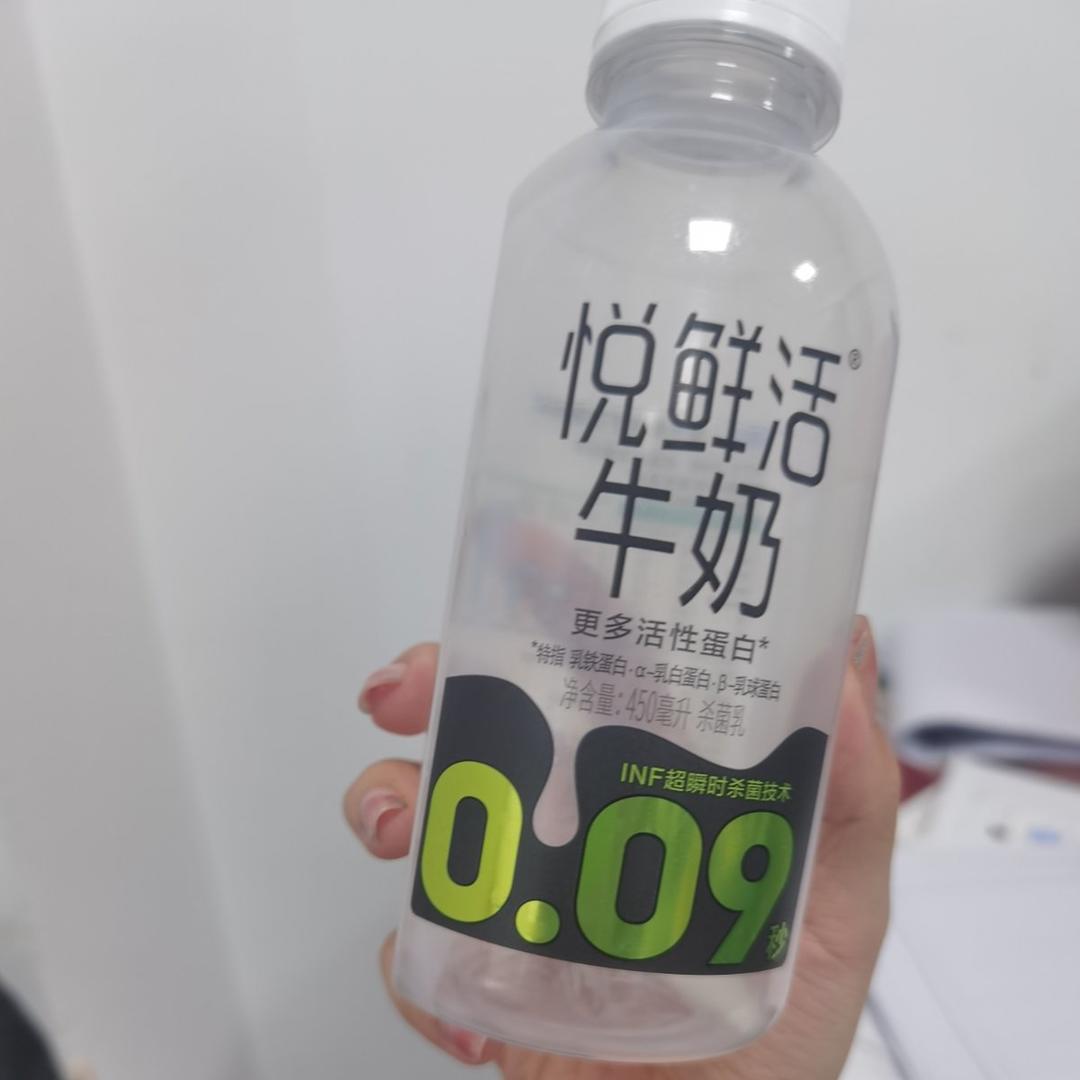 悦鲜活®
牛奶
更多活性蛋白*
*特指 乳铁蛋白·α-乳白蛋白·β-乳球蛋白
净含量:450毫升 杀菌乳
INF超瞬时杀菌技术
0.09秒